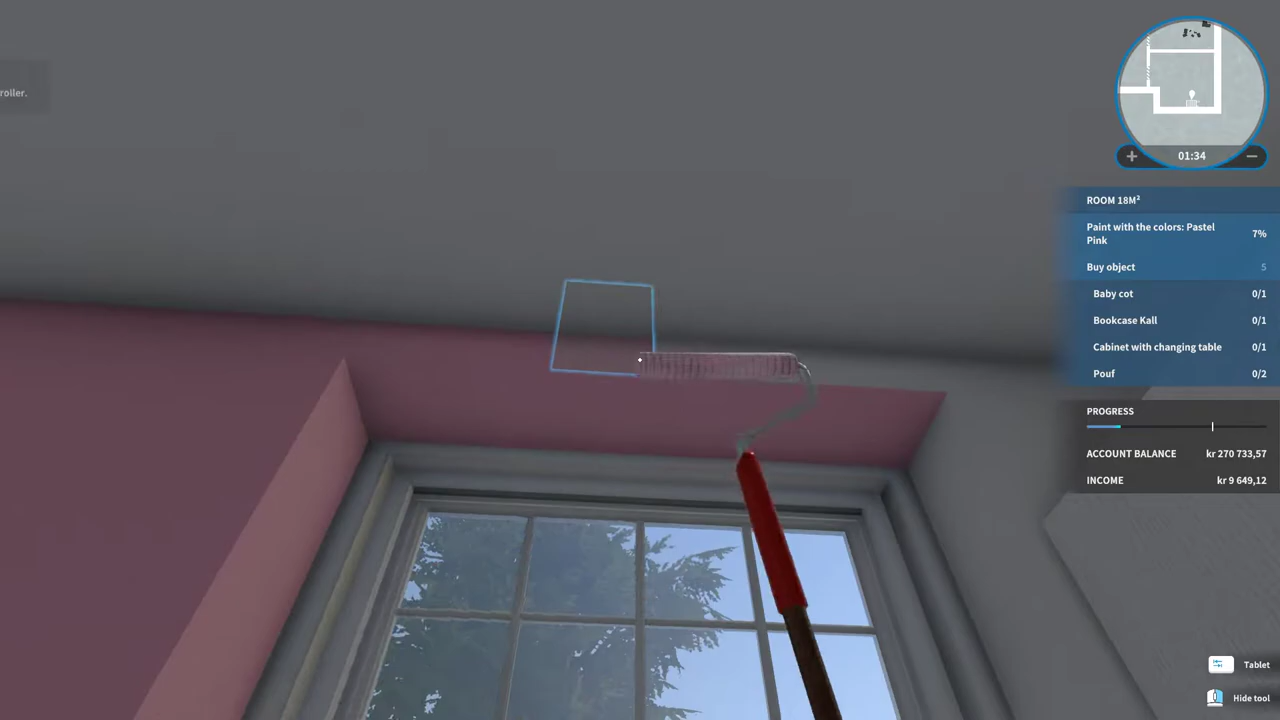 roller.
01:34
ROOM 18M²
Paint with the colors: Pastel
Pink
7%
Buy object 5
Baby cot 0/1
Bookcase Kall 0/1
Cabinet with changing table 0/1
Pouf 0/2
PROGRESS
ACCOUNT BALANCE kr 270 733,57
INCOME kr 9 649,12
Tablet
Hide tool